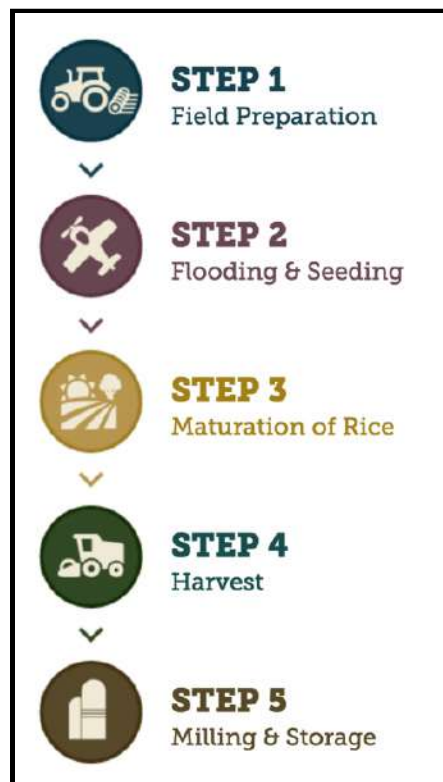 STEP 1
Field Preparation
STEP 2
Flooding & Seeding
STEP 3
Maturation of Rice
STEP 4
Harvest
STEP 5
Milling & Storage